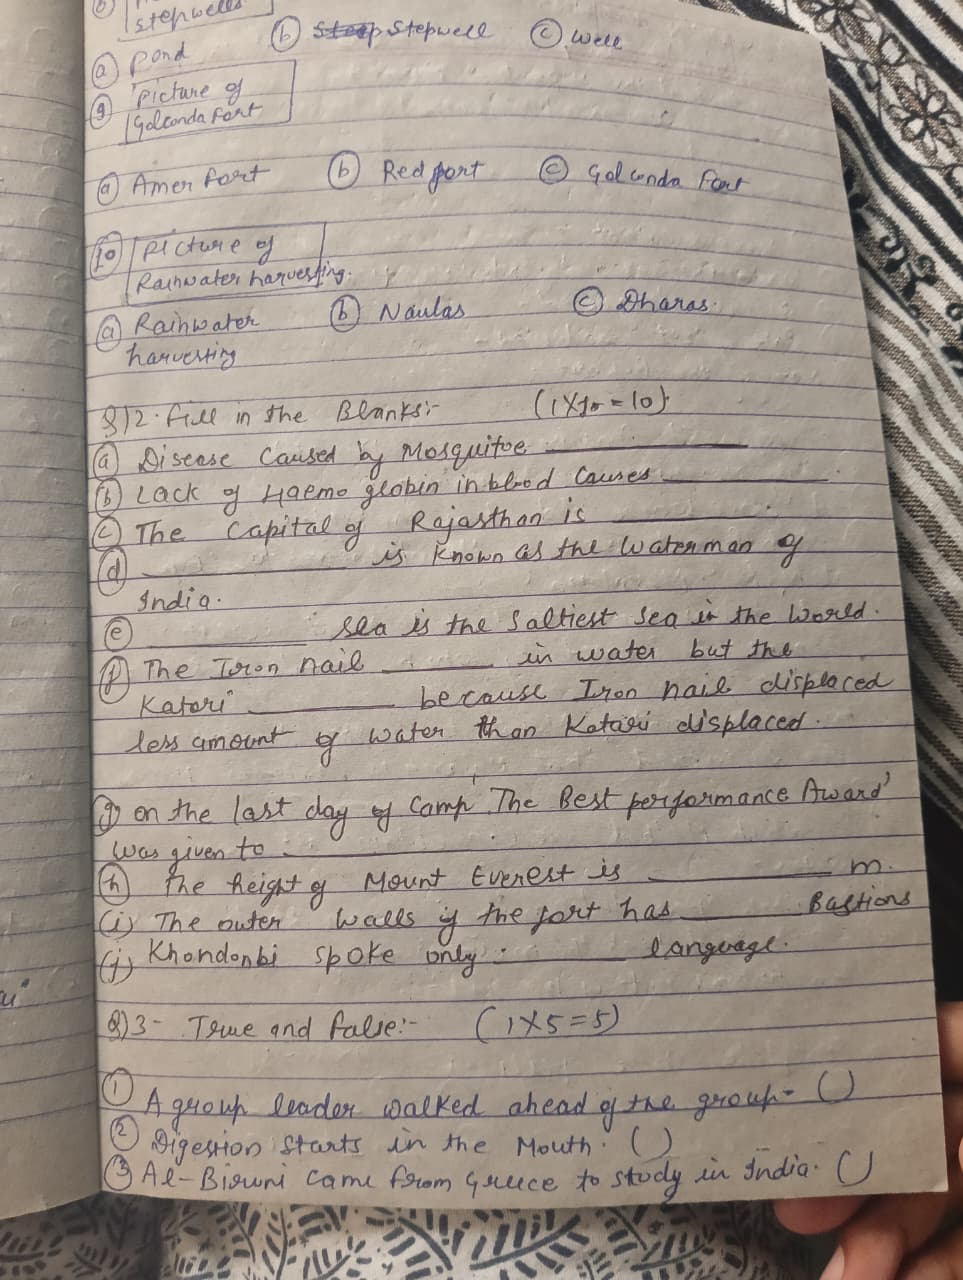 stepwells
(a) Pond (b) Stepwell (c) Well
(9) Picture of
Golconda Fort
(a) Amer Fort (b) Red fort (c) Golconda Fort
(10) Picture of
Rainwater harvesting.
(a) Rainwater (b) Naulas (c) Dharas.
harvesting
Q)2. Fill in the Blanks:- (1X10=10)
(a) Disease Caused by Mosquitoe ________
(b) Lack of Haemo globin in blood Causes ________.
(c) The Capital of Rajasthan is ________.
(d) ________ is known as the Waterman of
India.
(e) ________ Sea is the Saltiest Sea in the World.
(f) The Iron nail ________ in water but the
Katori ________ because Iron nail displaced
less amount of water than Katori displaced.
(g) on the last day of Camp 'The Best performance Award'
was given to ________.
(h) The height of Mount Everest is ________ m.
(i) The outer Walls of the fort has ________ Bastions
(j) Khondonbi spoke only ________ language.
Q)3- True and false:- (1X5=5)
(1) A group leader walked ahead of the group- ( )
(2) Digestion Starts in the Mouth. ( )
(3) Al-Biruni came from Greece to study in India. ( )